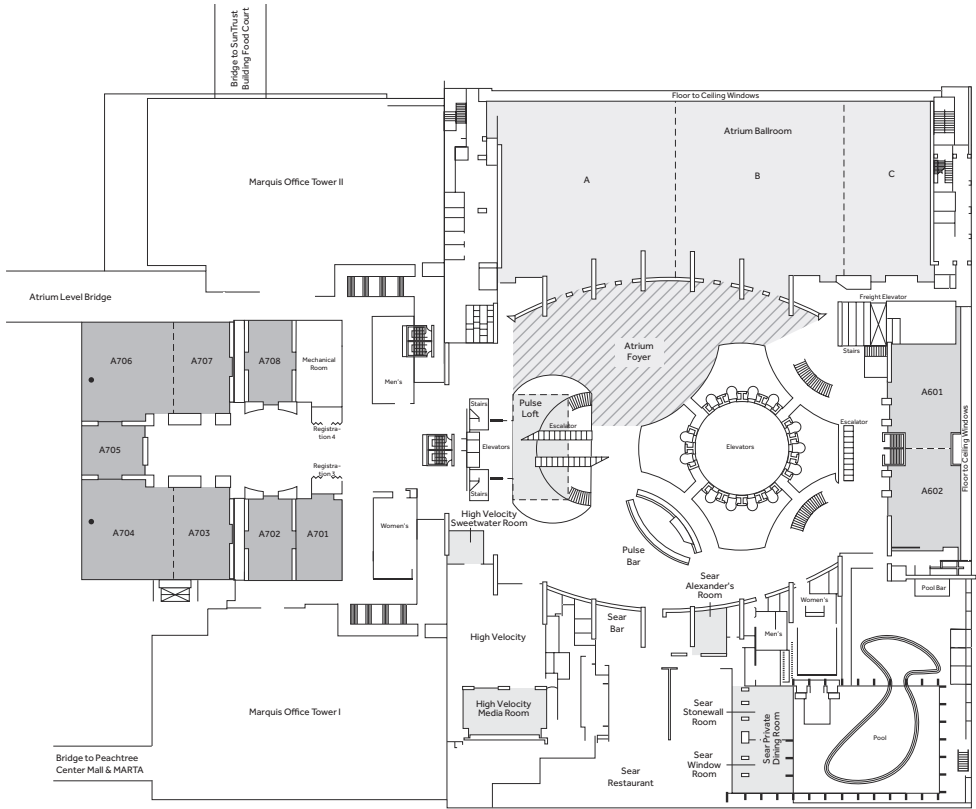 Bridge to SunTrust
Building Food Court
Floor to Ceiling Windows
Atrium Ballroom
Marquis Office Tower II
A
B
C
Atrium Level Bridge
Freight Elevator
Atrium
Foyer
Stairs
A706
A707
A708
Mechanical
Room
Men's
A601
Stairs
Pulse
Loft
Escalator
Registra-
tion 4
Elevators
Elevators
Escalator
Floor to Ceiling Windows
A705
Registra-
tion 3
Stairs
A602
High Velocity
Sweetwater Room
A704
A703
A702
A701
Women's
Pulse
Bar
Sear
Alexander's
Room
Pool Bar
Women's
Sear
Bar
Men's
High Velocity
High Velocity
Media Room
Marquis Office Tower I
Sear
Stonewall
Room
Sear Private
Dining Room
Pool
Sear
Window
Room
Bridge to Peachtree
Center Mall & MARTA
Sear
Restaurant